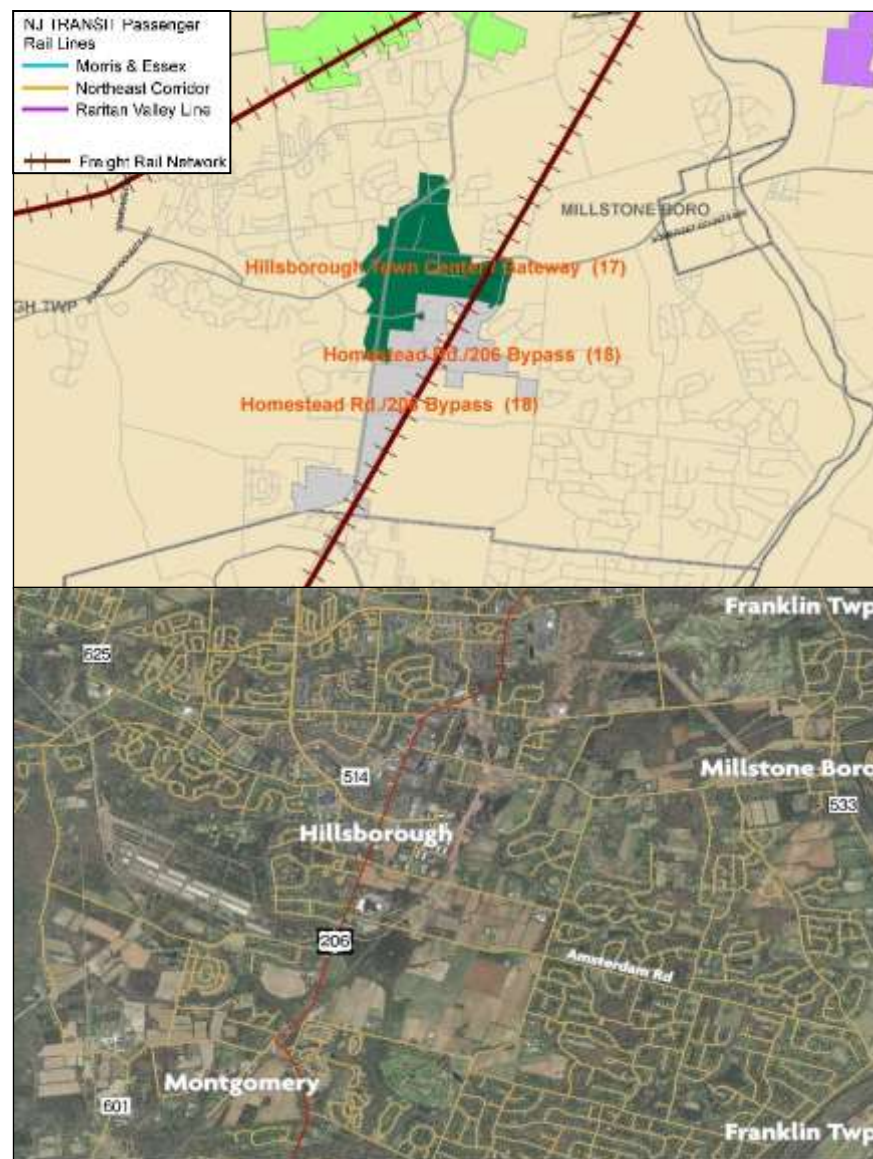 NJ TRANSIT Passenger
Rail Lines
Morris & Essex
Northeast Corridor
Raritan Valley Line
Freight Rail Network
MILLSTONE BORO
Hillsborough Town Center/ Gateway (17)
GH TWP
Homestead Rd./206 Bypass (18)
Homestead Rd./206 Bypass (18)
Franklin Twp
525
514
Millstone Boro
533
Hillsborough
206
Amsterdam Rd
Montgomery
601
Franklin Twp